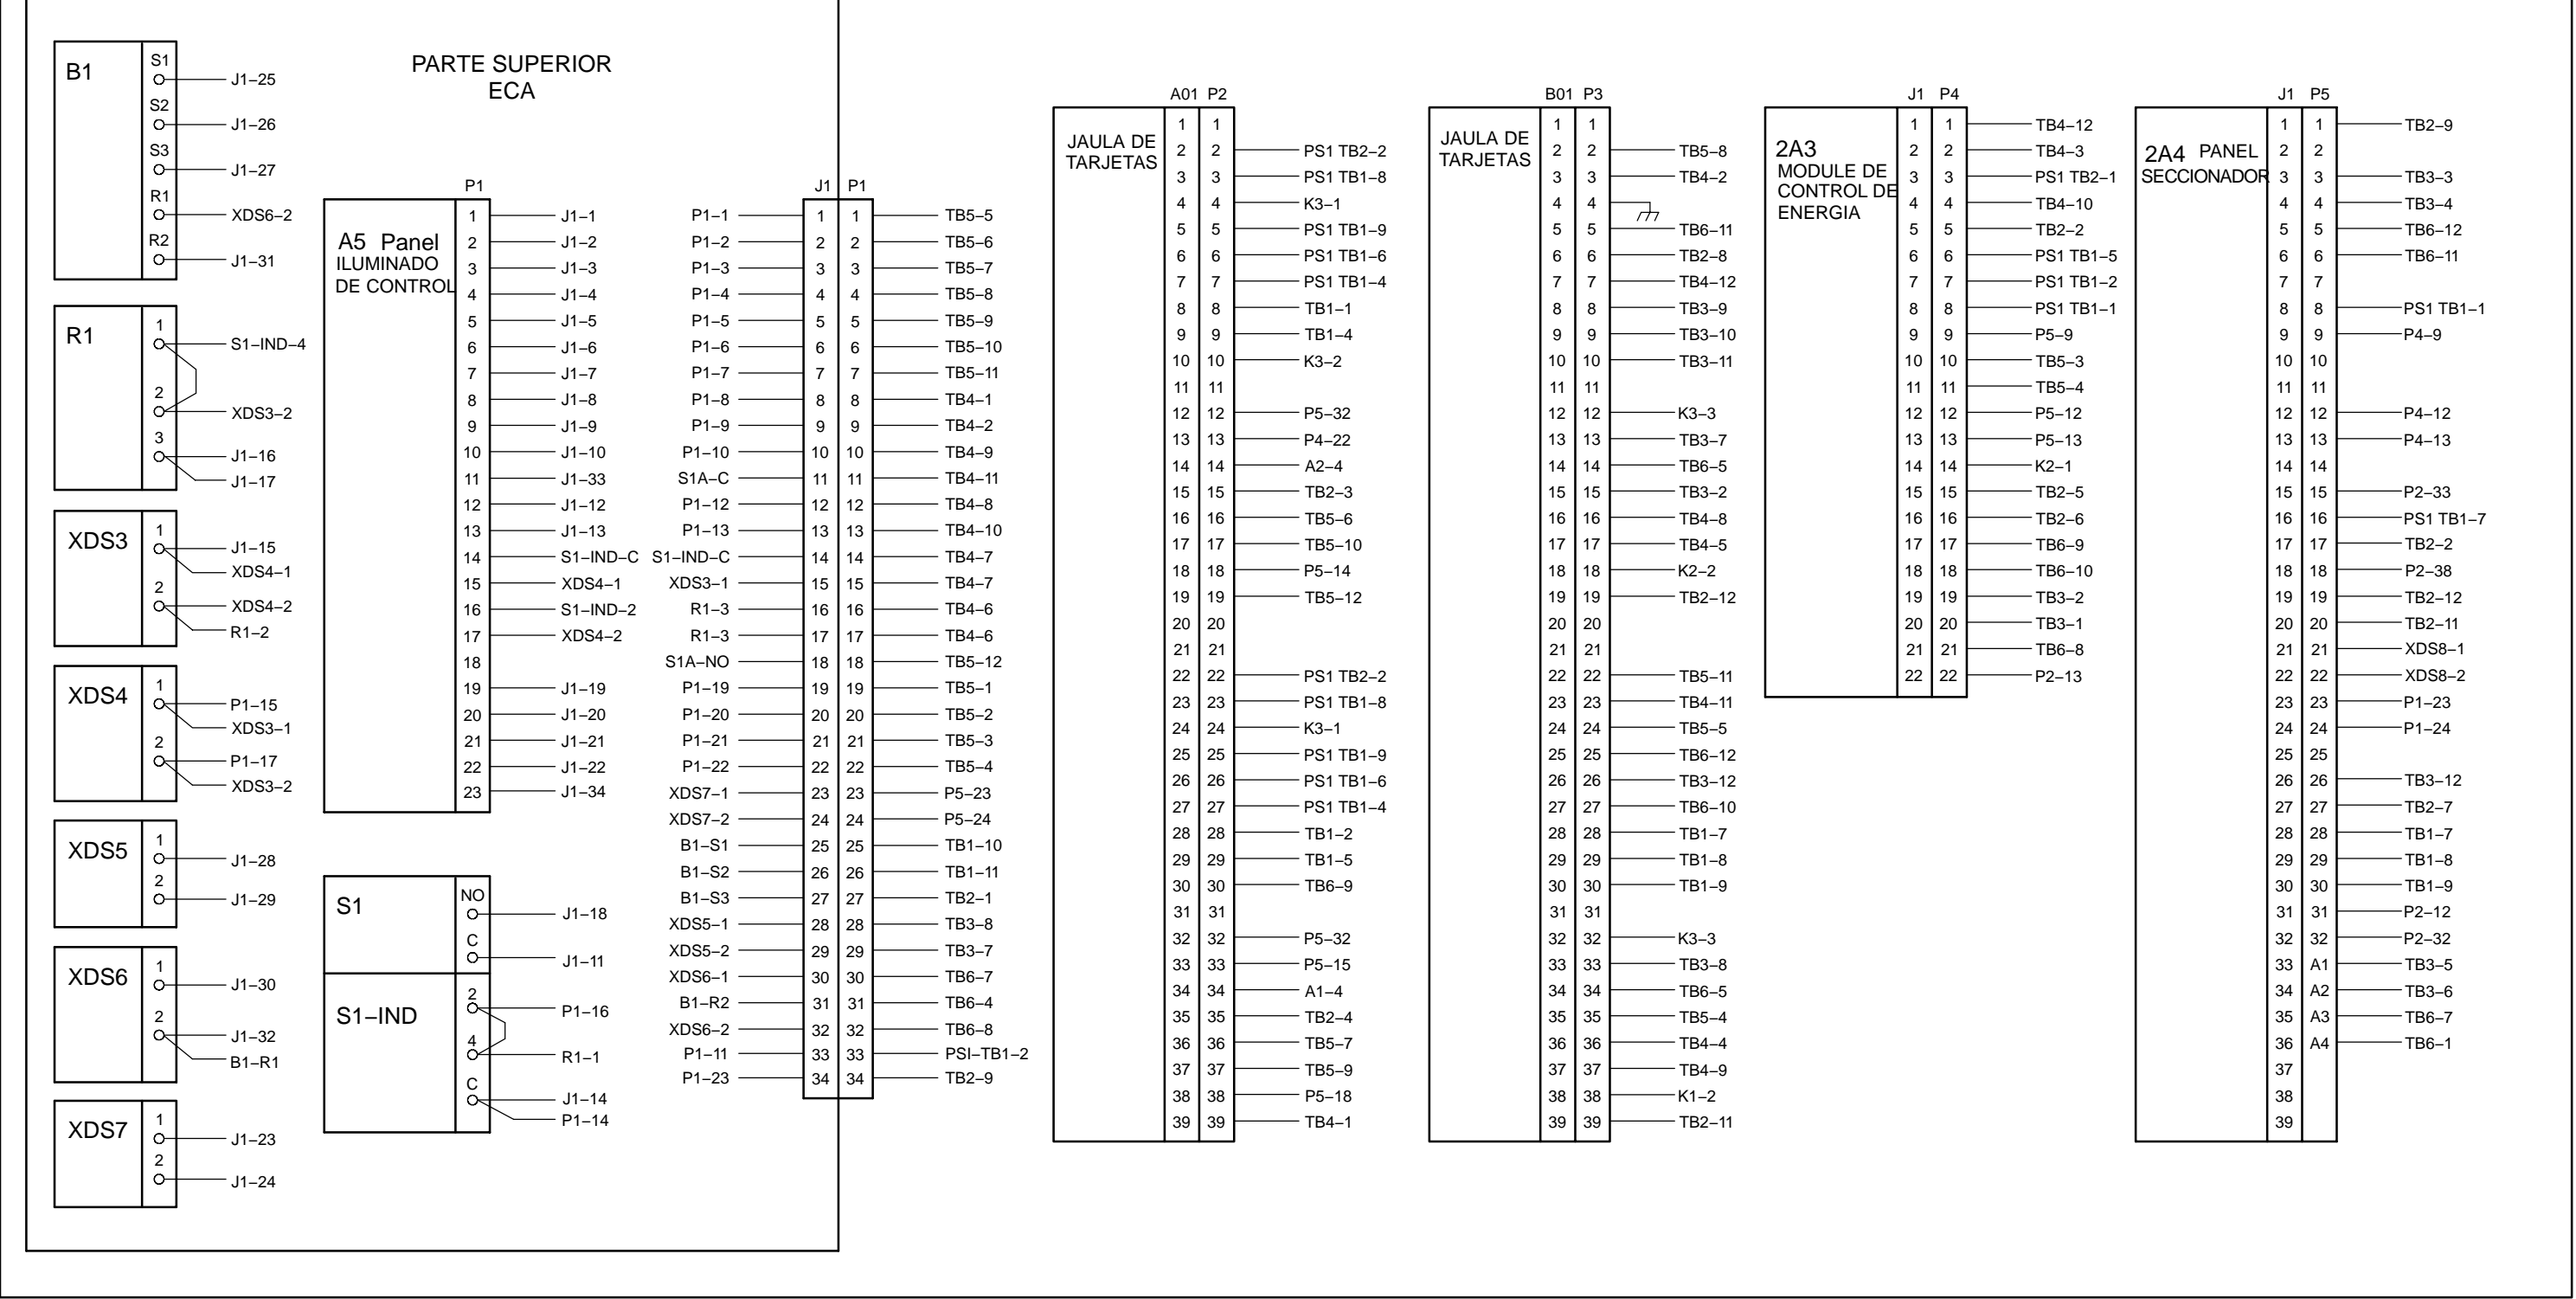 PARTE SUPERIOR
ECA
B1
S1
J1–25
S2
J1–26
S3
J1–27
R1
XDS6–2
R2
J1–31
R1
1
S1–IND–4
2
XDS3–2
3
J1–16
J1–17
XDS3
1
J1–15
XDS4–1
2
XDS4–2
R1–2
XDS4
1
P1–15
XDS3–1
2
P1–17
XDS3–2
XDS5
1
J1–28
2
J1–29
XDS6
1
J1–30
2
J1–32
B1–R1
XDS7
1
J1–23
2
J1–24
P1
A5 Panel
ILUMINADO
DE CONTROL
1 J1–1
2 J1–2
3 J1–3
4 J1–4
5 J1–5
6 J1–6
7 J1–7
8 J1–8
9 J1–9
10 J1–10
11 J1–33
12 J1–12
13 J1–13
14 S1–IND–C
15 XDS4–1
16 S1–IND–2
17 XDS4–2
18
19 J1–19
20 J1–20
21 J1–21
22 J1–22
23 J1–34
S1
NO
J1–18
C
J1–11
S1–IND
2
P1–16
4
R1–1
C
J1–14
P1–14
J1 P1
P1–1 1 1 TB5–5
P1–2 2 2 TB5–6
P1–3 3 3 TB5–7
P1–4 4 4 TB5–8
P1–5 5 5 TB5–9
P1–6 6 6 TB5–10
P1–7 7 7 TB5–11
P1–8 8 8 TB4–1
P1–9 9 9 TB4–2
P1–10 10 10 TB4–9
S1A–C 11 11 TB4–11
P1–12 12 12 TB4–8
P1–13 13 13 TB4–10
S1–IND–C 14 14 TB4–7
XDS3–1 15 15 TB4–7
R1–3 16 16 TB4–6
R1–3 17 17 TB4–6
S1A–NO 18 18 TB5–12
P1–19 19 19 TB5–1
P1–20 20 20 TB5–2
P1–21 21 21 TB5–3
P1–22 22 22 TB5–4
XDS7–1 23 23 P5–23
XDS7–2 24 24 P5–24
B1–S1 25 25 TB1–10
B1–S2 26 26 TB1–11
B1–S3 27 27 TB2–1
XDS5–1 28 28 TB3–8
XDS5–2 29 29 TB3–7
XDS6–1 30 30 TB6–7
B1–R2 31 31 TB6–4
XDS6–2 32 32 TB6–8
P1–11 33 33 PSI–TB1–2
P1–23 34 34 TB2–9
A01 P2
JAULA DE
TARJETAS
1 1
2 2 PS1 TB2–2
3 3 PS1 TB1–8
4 4 K3–1
5 5 PS1 TB1–9
6 6 PS1 TB1–6
7 7 PS1 TB1–4
8 8 TB1–1
9 9 TB1–4
10 10 K3–2
11 11
12 12 P5–32
13 13 P4–22
14 14 A2–4
15 15 TB2–3
16 16 TB5–6
17 17 TB5–10
18 18 P5–14
19 19 TB5–12
20 20
21 21
22 22 PS1 TB2–2
23 23 PS1 TB1–8
24 24 K3–1
25 25 PS1 TB1–9
26 26 PS1 TB1–6
27 27 PS1 TB1–4
28 28 TB1–2
29 29 TB1–5
30 30 TB6–9
31 31
32 32 P5–32
33 33 P5–15
34 34 A1–4
35 35 TB2–4
36 36 TB5–7
37 37 TB5–9
38 38 P5–18
39 39 TB4–1
B01 P3
JAULA DE
TARJETAS
1 1
2 2 TB5–8
3 3 TB4–2
4 4
5 5 TB6–11
6 6 TB2–8
7 7 TB4–12
8 8 TB3–9
9 9 TB3–10
10 10 TB3–11
11 11
12 12 K3–3
13 13 TB3–7
14 14 TB6–5
15 15 TB3–2
16 16 TB4–8
17 17 TB4–5
18 18 K2–2
19 19 TB2–12
20 20
21 21
22 22 TB5–11
23 23 TB4–11
24 24 TB5–5
25 25 TB6–12
26 26 TB3–12
27 27 TB6–10
28 28 TB1–7
29 29 TB1–8
30 30 TB1–9
31 31
32 32 K3–3
33 33 TB3–8
34 34 TB6–5
35 35 TB5–4
36 36 TB4–4
37 37 TB4–9
38 38 K1–2
39 39 TB2–11
J1 P4
2A3
MODULE DE
CONTROL DE
ENERGIA
1 1 TB4–12
2 2 TB4–3
3 3 PS1 TB2–1
4 4 TB4–10
5 5 TB2–2
6 6 PS1 TB1–5
7 7 PS1 TB1–2
8 8 PS1 TB1–1
9 9 P5–9
10 10 TB5–3
11 11 TB5–4
12 12 P5–12
13 13 P5–13
14 14 K2–1
15 15 TB2–5
16 16 TB2–6
17 17 TB6–9
18 18 TB6–10
19 19 TB3–2
20 20 TB3–1
21 21 TB6–8
22 22 P2–13
J1 P5
2A4 PANEL
SECCIONADOR
1 1 TB2–9
2 2
3 3 TB3–3
4 4 TB3–4
5 5 TB6–12
6 6 TB6–11
7 7
8 8 PS1 TB1–1
9 9 P4–9
10 10
11 11
12 12 P4–12
13 13 P4–13
14 14
15 15 P2–33
16 16 PS1 TB1–7
17 17 TB2–2
18 18 P2–38
19 19 TB2–12
20 20 TB2–11
21 21 XDS8–1
22 22 XDS8–2
23 23 P1–23
24 24 P1–24
25 25
26 26 TB3–12
27 27 TB2–7
28 28 TB1–7
29 29 TB1–8
30 30 TB1–9
31 31 P2–12
32 32 P2–32
33 A1 TB3–5
34 A2 TB3–6
35 A3 TB6–7
36 A4 TB6–1
37
38
39